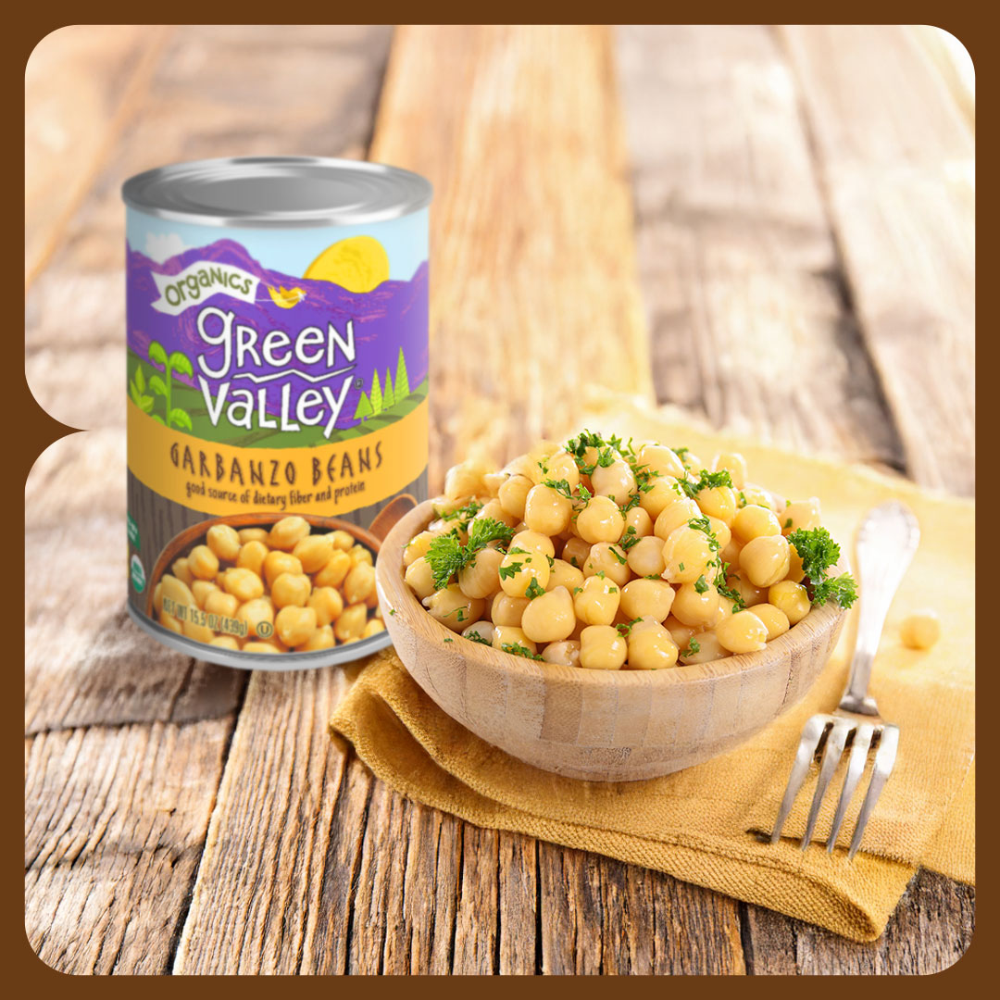 Organics
green
valley
GARBANZO BEANS
good source of dietary fiber and protein
NET WT 15.5 OZ (439g)
U